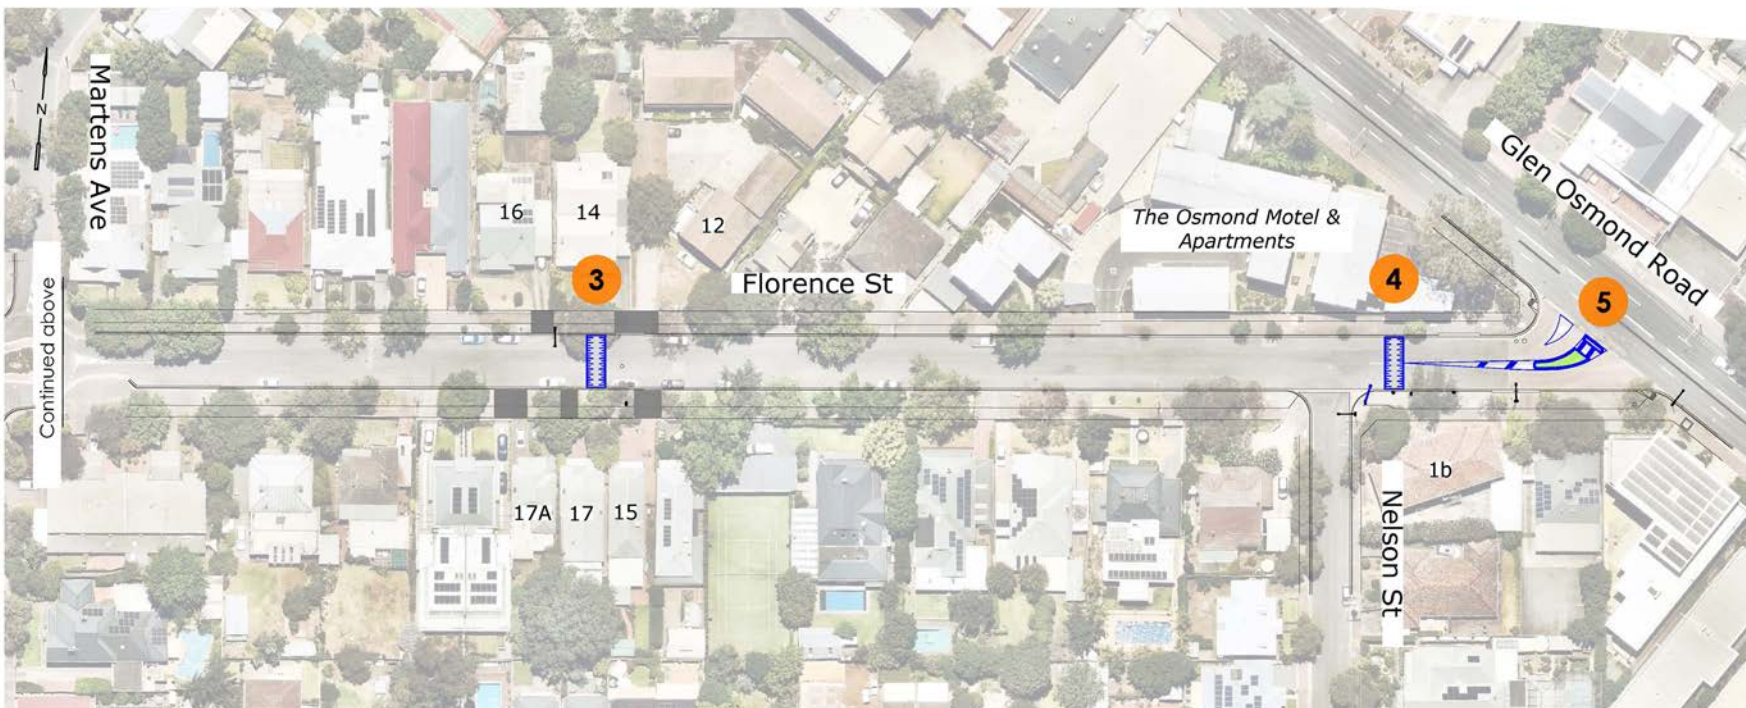 Martens Ave
N
Continued above
16
14
12
3
Florence St
The Osmond Motel &
Apartments
4
5
Glen Osmond Road
17A
17
15
1b
Nelson St